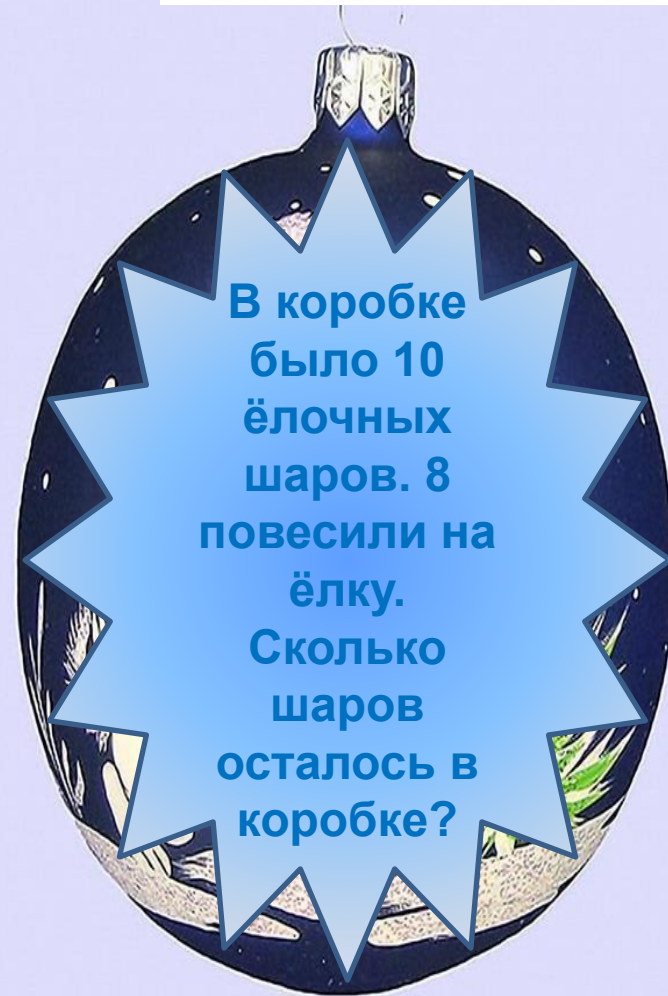 В коробке
было 10
ёлочных
шаров. 8
повесили на
ёлку.
Сколько
шаров
осталось в
коробке?